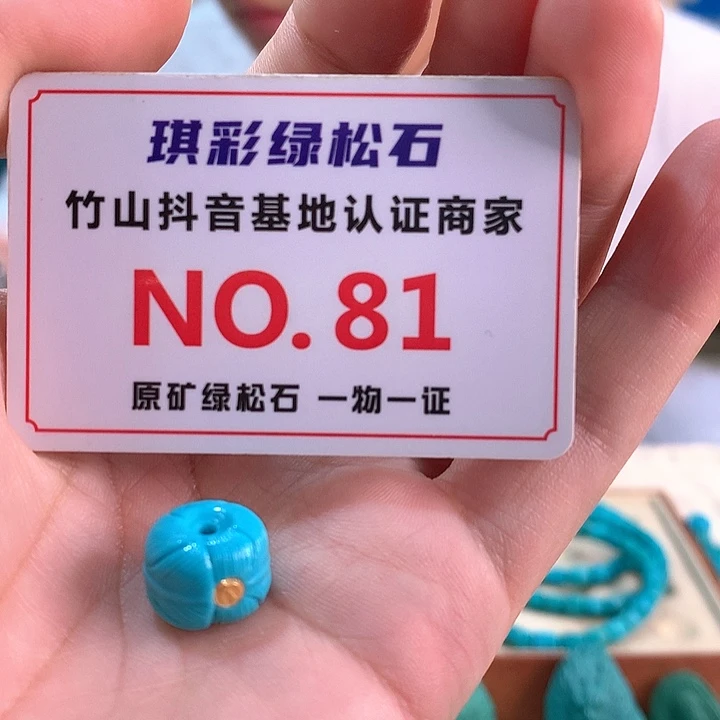 琪彩绿松石
竹山抖音基地认证商家
NO.81
原矿绿松石 一物一证